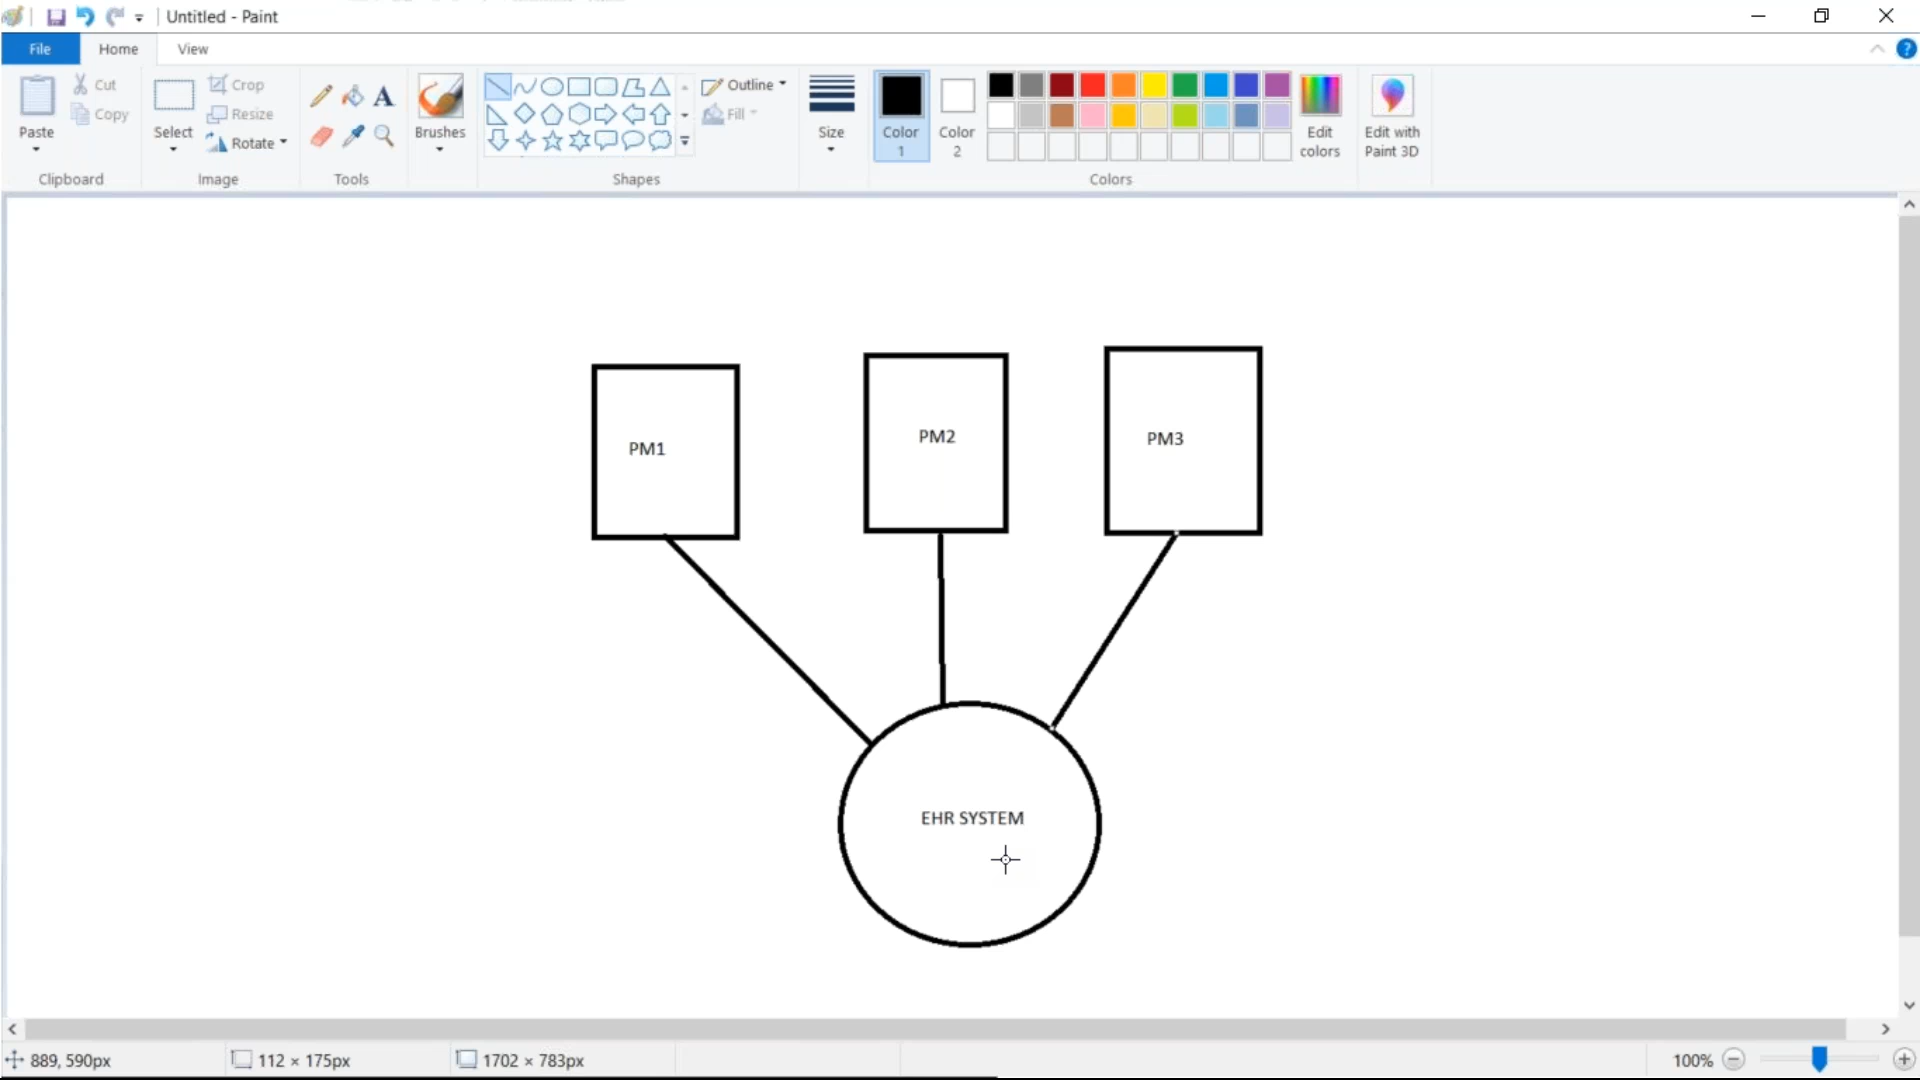 Untitled - Paint
File Home View
Paste
Cut
Copy
Clipboard
Select
Crop
Resize
Rotate
Image
A
Tools
Brushes
Shapes
Outline
Fill
Size
Color 1
Color 2
Colors
Edit colors
Edit with Paint 3D
?
PM1
PM2
PM3
EHR SYSTEM
889, 590px
112 × 175px
1702 × 783px
100%